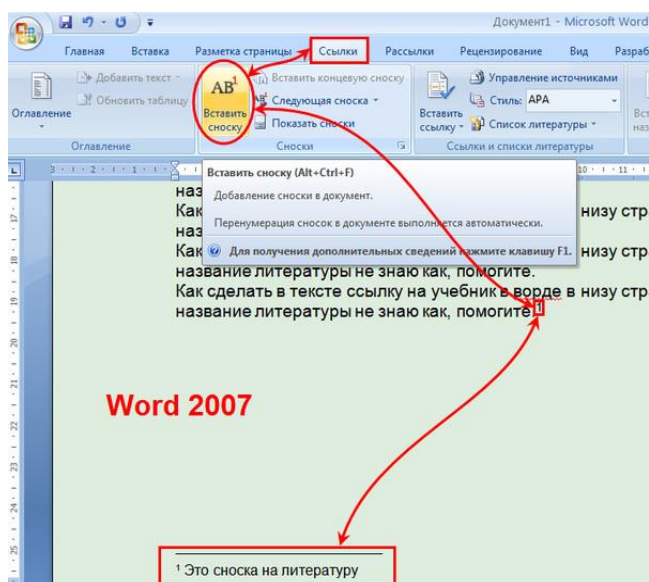 Документ1 - Microsoft Word
Главная Вставка Разметка страницы Ссылки Рассылки Рецензирование Вид Разраб
Оглавление
Добавить текст
Обновить таблицу
Оглавление
AB1
Вставить сноску
Вставить концевую сноску
Следующая сноска
Показать сноски
Сноски
Вставить ссылку
Управление источниками
Стиль: APA
Список литературы
Ссылки и списки литературы
Вставить сноску (Alt+Ctrl+F)
Добавление сноски в документ.
Перенумерация сносок в документе выполняется автоматически.
Для получения дополнительных сведений нажмите клавишу F1.
наз
Как низу стр
наз
Как низу стр
название литературы не знаю как, помогите.
Как сделать в тексте ссылку на учебник в ворде в низу стр
название литературы не знаю как, помогите.1
Word 2007
1 Это сноска на литературу